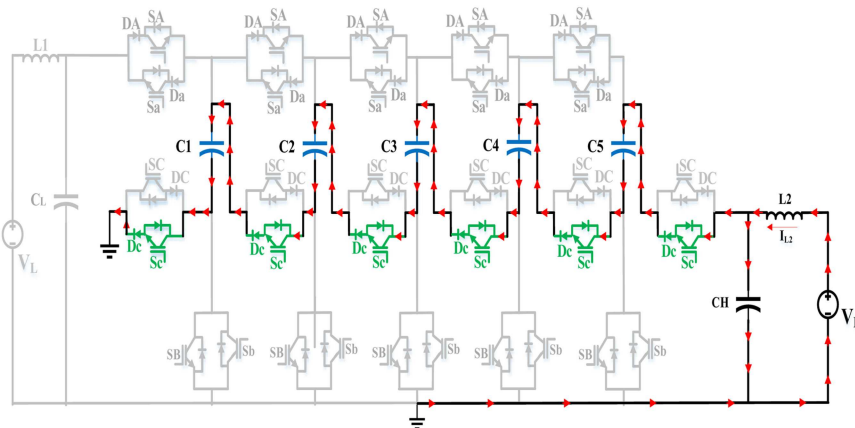 SA SA SA SA SA
DA DA DA DA DA
L1
Da Da Da Da Da
Sa Sa Sa Sa Sa
C1 C2 C3 C4 C5
SC SC SC SC SC SC
DC DC DC DC DC DC
CL
L2
IL2
Dc Dc Dc Dc Dc Dc
Sc Sc Sc Sc Sc Sc
VL
CH
SB Sb SB Sb SB Sb SB Sb SB Sb